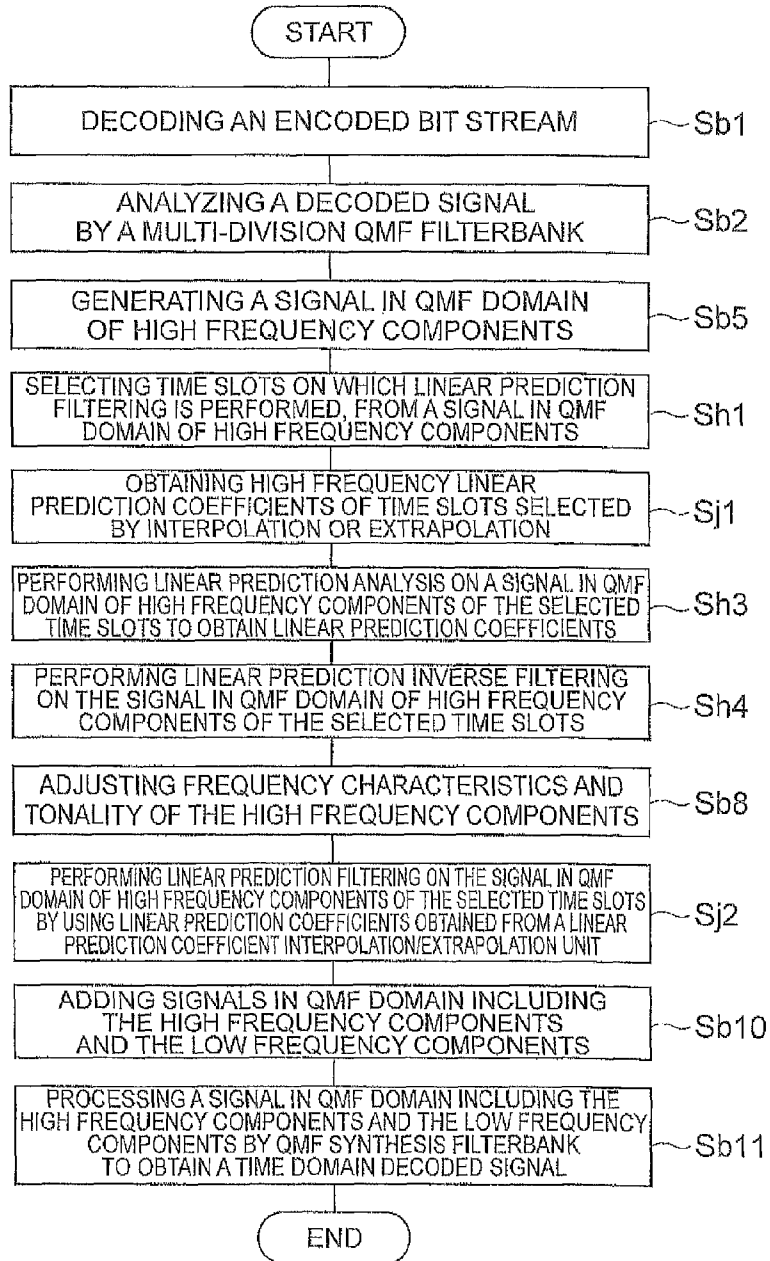 START
DECODING AN ENCODED BIT STREAM
Sb1
ANALYZING A DECODED SIGNAL
BY A MULTI-DIVISION QMF FILTERBANK
Sb2
GENERATING A SIGNAL IN QMF DOMAIN
OF HIGH FREQUENCY COMPONENTS
Sb5
SELECTING TIME SLOTS ON WHICH LINEAR PREDICTION
FILTERING IS PERFORMED, FROM A SIGNAL IN QMF
DOMAIN OF HIGH FREQUENCY COMPONENTS
Sh1
OBTAINING HIGH FREQUENCY LINEAR
PREDICTION COEFFICIENTS OF TIME SLOTS SELECTED
BY INTERPOLATION OR EXTRAPOLATION
Sj1
PERFORMING LINEAR PREDICTION ANALYSIS ON A SIGNAL IN QMF
DOMAIN OF HIGH FREQUENCY COMPONENTS OF THE SELECTED
TIME SLOTS TO OBTAIN LINEAR PREDICTION COEFFICIENTS
Sh3
PERFORMNG LINEAR PREDICTION INVERSE FILTERING
ON THE SIGNAL IN QMF DOMAIN OF HIGH FREQUENCY
COMPONENTS OF THE SELECTED TIME SLOTS
Sh4
ADJUSTING FREQUENCY CHARACTERISTICS AND
TONALITY OF THE HIGH FREQUENCY COMPONENTS
Sb8
PERFORMING LINEAR PREDICTION FILTERING ON THE SIGNAL IN QMF
DOMAIN OF HIGH FREQUENCY COMPONENTS OF THE SELECTED TIME SLOTS
BY USING LINEAR PREDICTION COEFFICIENTS OBTAINED FROM A LINEAR
PREDICTION COEFFICIENT INTERPOLATION/EXTRAPOLATION UNIT
Sj2
ADDING SIGNALS IN QMF DOMAIN INCLUDING
THE HIGH FREQUENCY COMPONENTS
AND THE LOW FREQUENCY COMPONENTS
Sb10
PROCESSING A SIGNAL IN QMF DOMAIN INCLUDING THE
HIGH FREQUENCY COMPONENTS AND THE LOW FREQUENCY
COMPONENTS BY QMF SYNTHESIS FILTERBANK
TO OBTAIN A TIME DOMAIN DECODED SIGNAL
Sb11
END